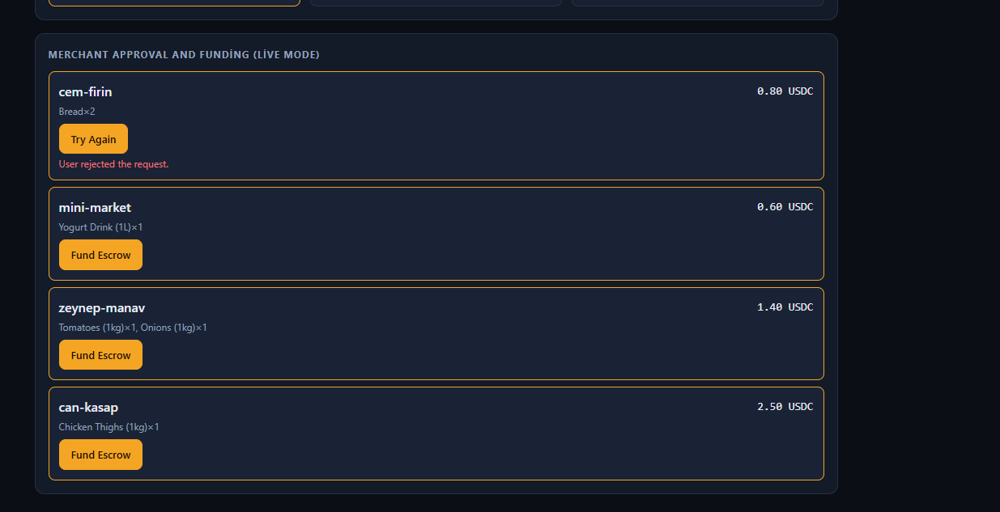 MERCHANT APPROVAL AND FUNDİNG (LİVE MODE)
cem-firin 0.80 USDC
Bread×2
Try Again
User rejected the request.
mini-market 0.60 USDC
Yogurt Drink (1L)×1
Fund Escrow
zeynep-manav 1.40 USDC
Tomatoes (1kg)×1, Onions (1kg)×1
Fund Escrow
can-kasap 2.50 USDC
Chicken Thighs (1kg)×1
Fund Escrow